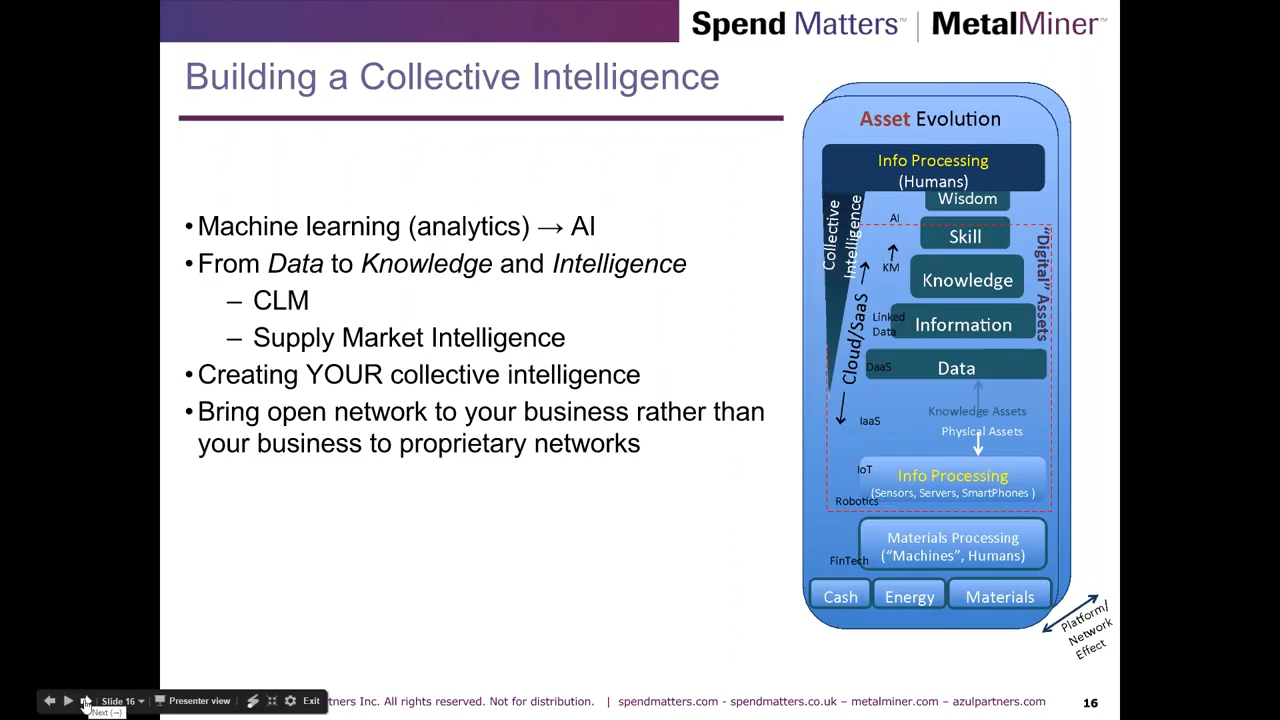 Spend Matters™ | MetalMiner™
Building a Collective Intelligence
• Machine learning (analytics) → AI
• From Data to Knowledge and Intelligence
– CLM
– Supply Market Intelligence
• Creating YOUR collective intelligence
• Bring open network to your business rather than
your business to proprietary networks
Asset Evolution
Info Processing
(Humans)
Collective
Intelligence
Wisdom
AI
Skill
KM
Knowledge
"Digital" Assets
Cloud/SaaS
Linked
Data
Information
DaaS
Data
Knowledge Assets
IaaS
Physical Assets
IoT
Info Processing
(Sensors, Servers, SmartPhones )
Robotics
Materials Processing
("Machines", Humans)
FinTech
Cash
Energy
Materials
Platform/
Network
Effect
Slide 16
Presenter view
Exit
Next (→)
rtners Inc. All rights reserved. Not for distribution. | spendmatters.com - spendmatters.co.uk – metalminer.com – azulpartners.com
16